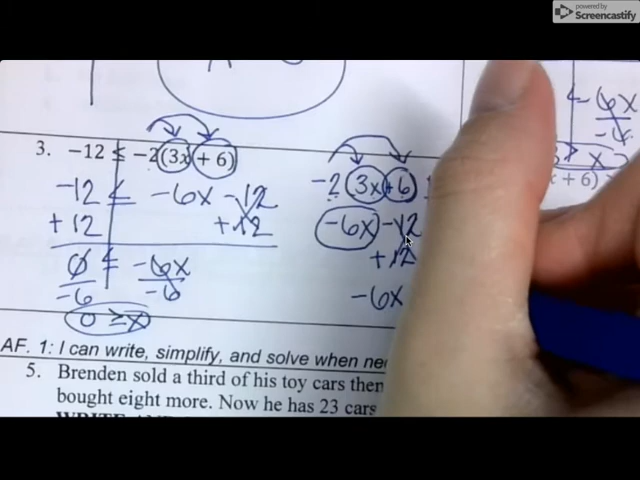 powered by
Screencastify
3. -12 ≤ -2(3x + 6)
-12 ≤ -6x -12
+12 +12
0 ≤ -6x
-6 -6
0 ≥ x
-2 3x +6
-6x -12
+12
-6x
≤ -6x
-6
> x
x + 6)
AF. 1: I can write, simplify, and solve when
5. Brenden sold a third of his toy cars then
bought eight more. Now he has 23 cars